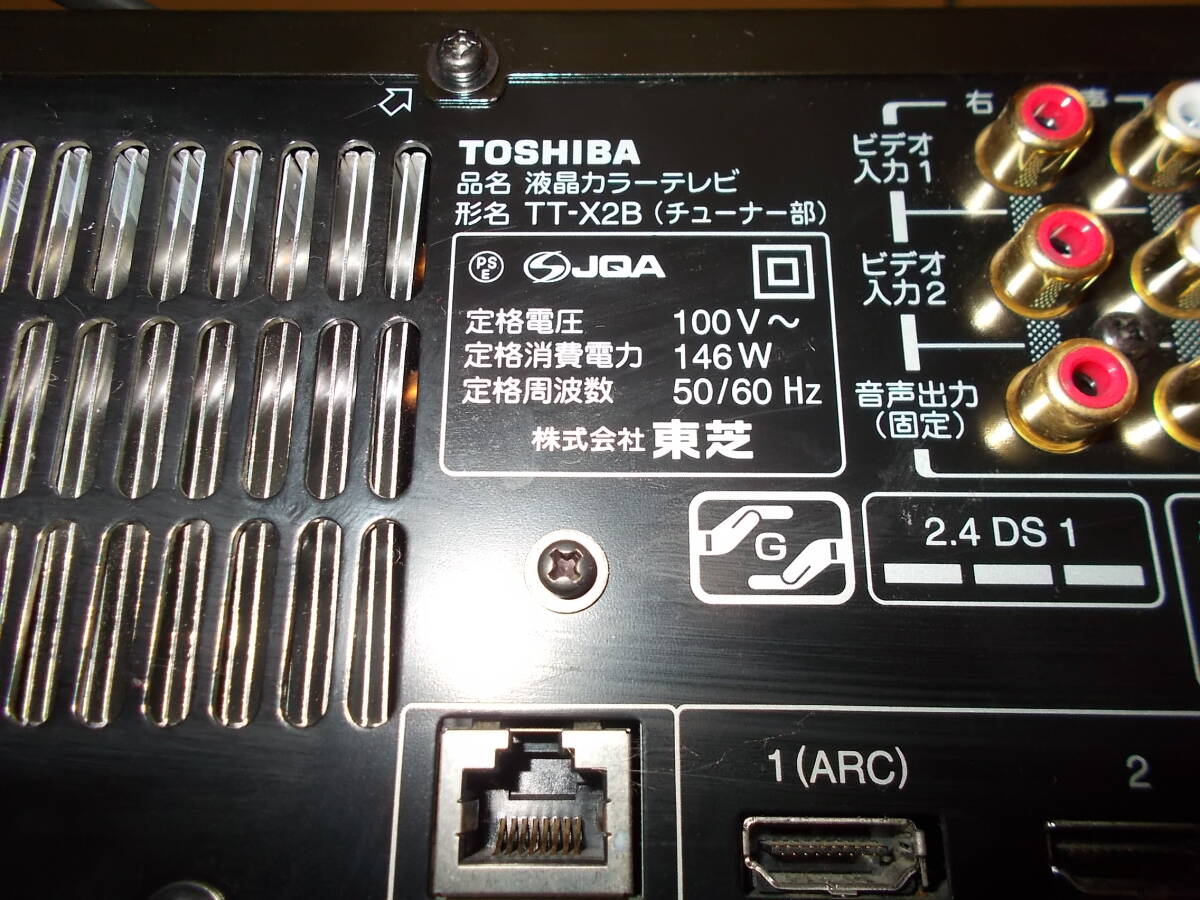 TOSHIBA
品名 液晶カラーテレビ
形名 TT-X2B（チューナー部）
PS
E
JQA
定格電圧 100V～
定格消費電力 146W
定格周波数 50/60 Hz
株式会社 東芝
右
声
ビデオ
入力1
ビデオ
入力2
音声出力
（固定）
G
2.4 DS 1
1(ARC)
2